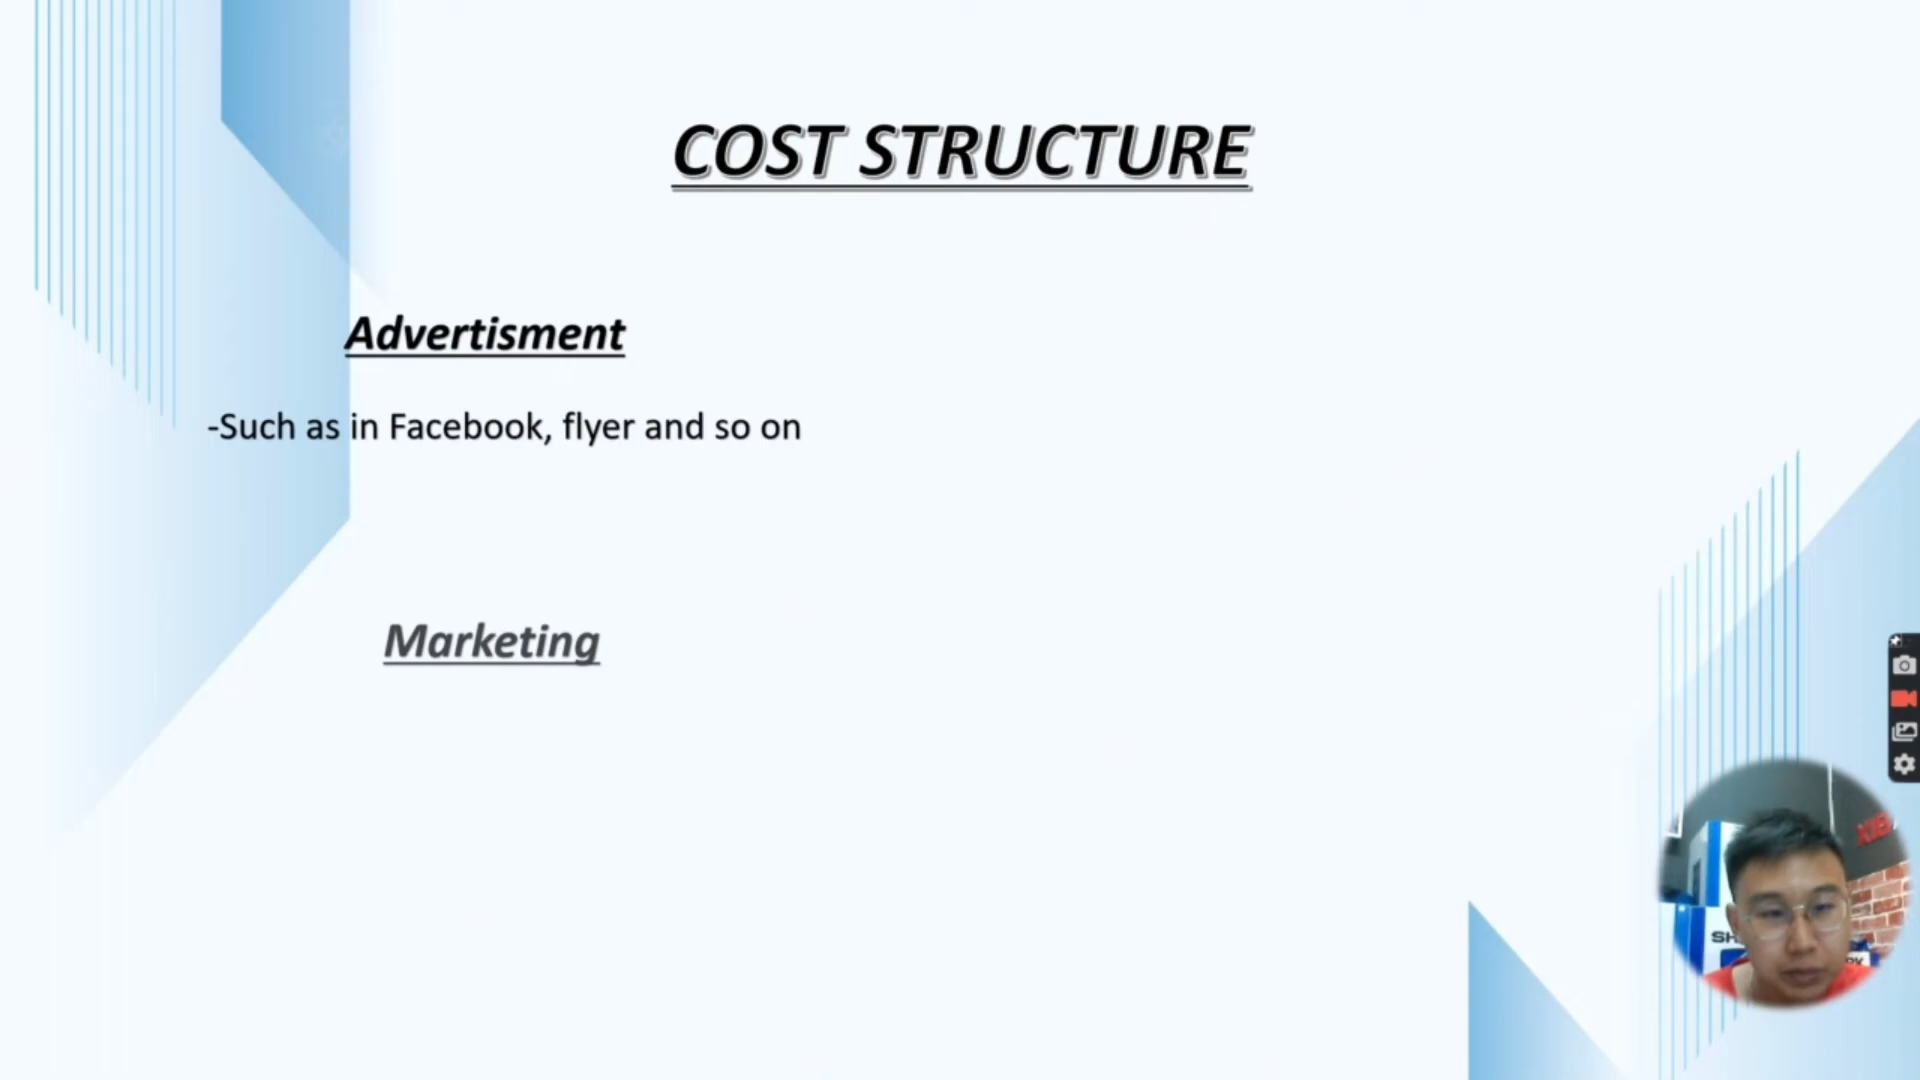 COST STRUCTURE
Advertisment
-Such as in Facebook, flyer and so on
Marketing